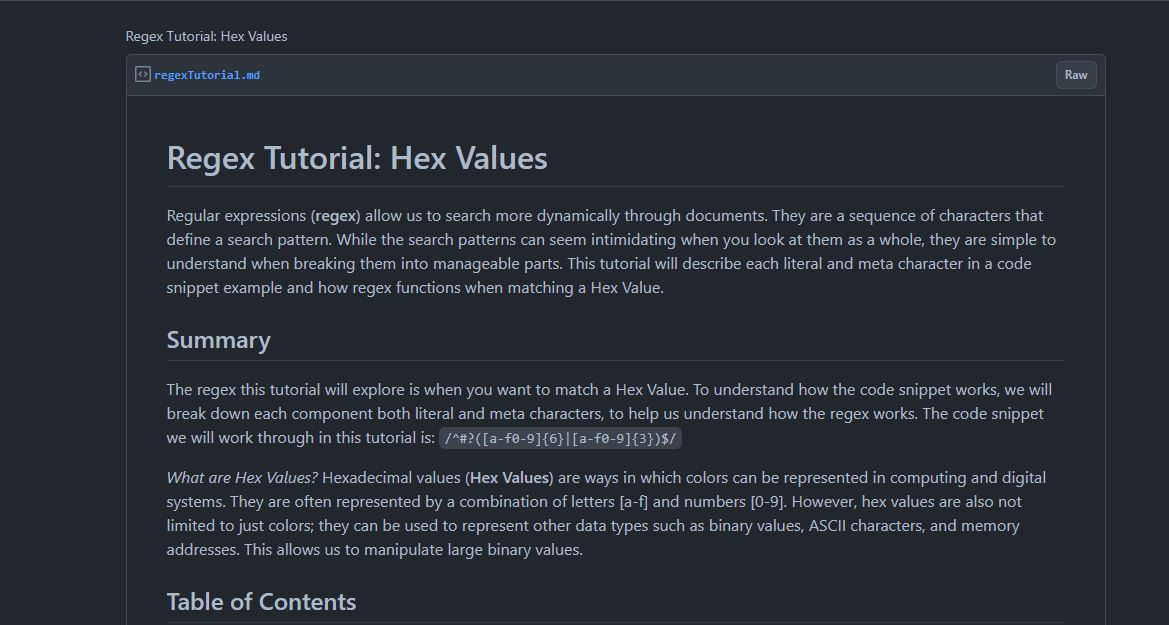 Regex Tutorial: Hex Values
regexTutorial.md
Raw
Regex Tutorial: Hex Values
Regular expressions (regex) allow us to search more dynamically through documents. They are a sequence of characters that
define a search pattern. While the search patterns can seem intimidating when you look at them as a whole, they are simple to
understand when breaking them into manageable parts. This tutorial will describe each literal and meta character in a code
snippet example and how regex functions when matching a Hex Value.
Summary
The regex this tutorial will explore is when you want to match a Hex Value. To understand how the code snippet works, we will
break down each component both literal and meta characters, to help us understand how the regex works. The code snippet
we will work through in this tutorial is: /^#?([a-f0-9]{6}|[a-f0-9]{3})$/
What are Hex Values? Hexadecimal values (Hex Values) are ways in which colors can be represented in computing and digital
systems. They are often represented by a combination of letters [a-f] and numbers [0-9]. However, hex values are also not
limited to just colors; they can be used to represent other data types such as binary values, ASCII characters, and memory
addresses. This allows us to manipulate large binary values.
Table of Contents